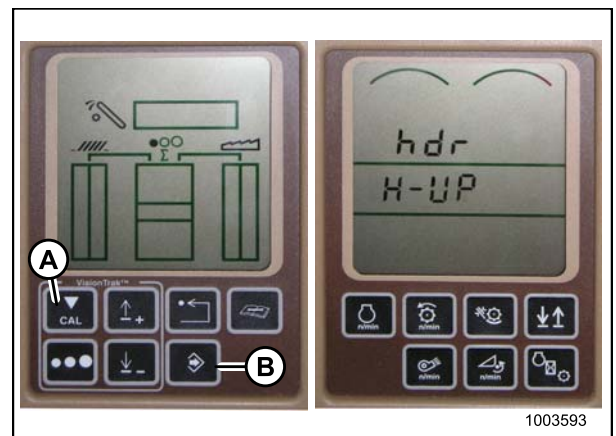 Σ
hdr
H-UP
A
VisionTrak™
CAL
B
n/min
n/min
n/min
n/min
1003593